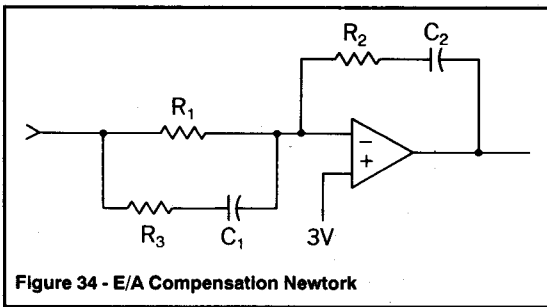 R2
C2
R1
−
+
R3
C1
3V
Figure 34 - E/A Compensation Newtork